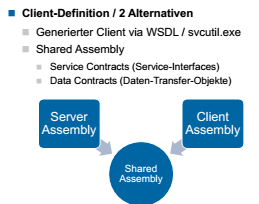 Client-Definition / 2 Alternativen
Generierter Client via WSDL / svcutil.exe
Shared Assembly
Service Contracts (Service-Interfaces)
Data Contracts (Daten-Transfer-Objekte)
Server
Assembly
Client
Assembly
Shared
Assembly